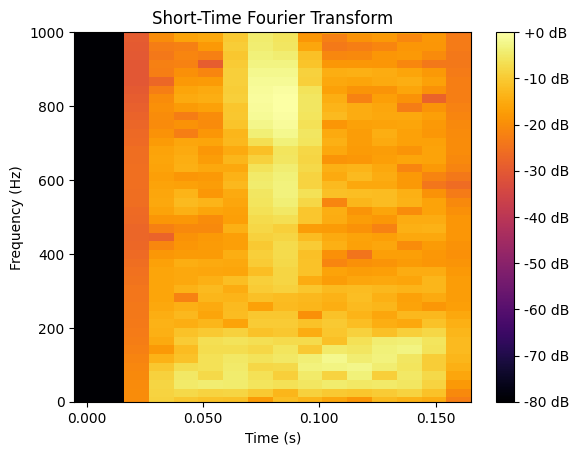 Short-Time Fourier Transform
1000
800
600
400
200
0
Frequency (Hz)
0.000
0.050
0.100
0.150
Time (s)
+0 dB
-10 dB
-20 dB
-30 dB
-40 dB
-50 dB
-60 dB
-70 dB
-80 dB